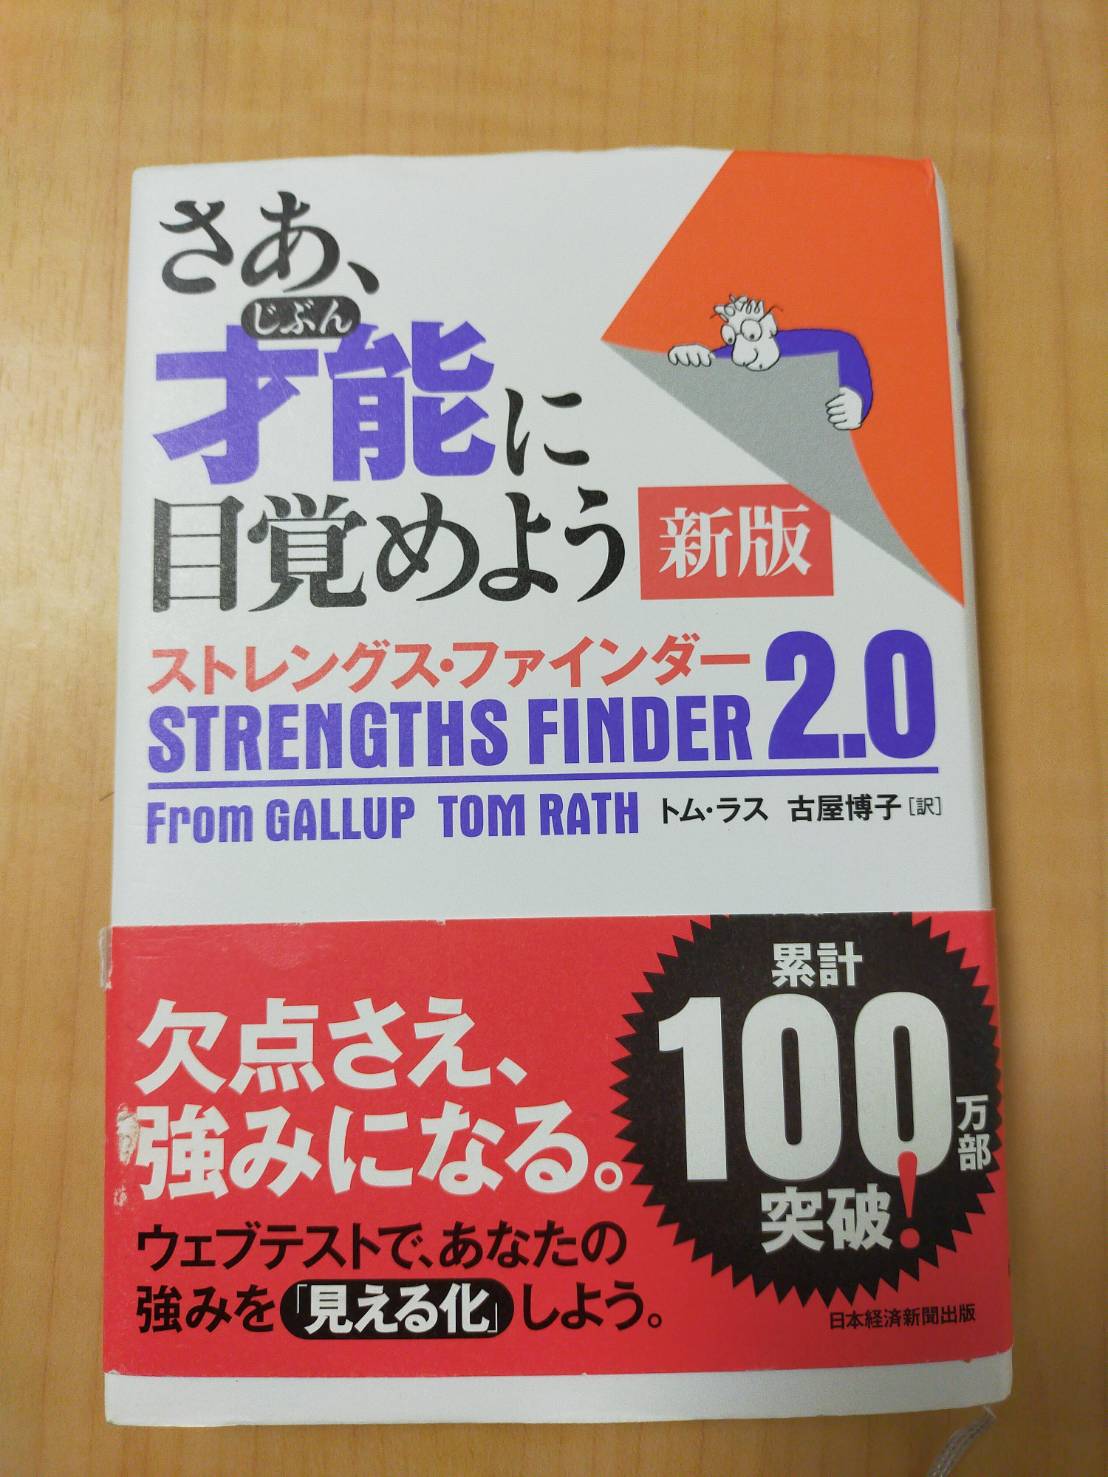 さあ、
じぶん
才能に
目覚めよう
新版
ストレングス・ファインダー
STRENGTHS FINDER 2.0
From GALLUP TOM RATH トム・ラス 古屋博子[訳]
欠点さえ、
強みになる。
ウェブテストで、あなたの
強みを「見える化」しよう。
累計
100万部
突破!
日本経済新聞出版